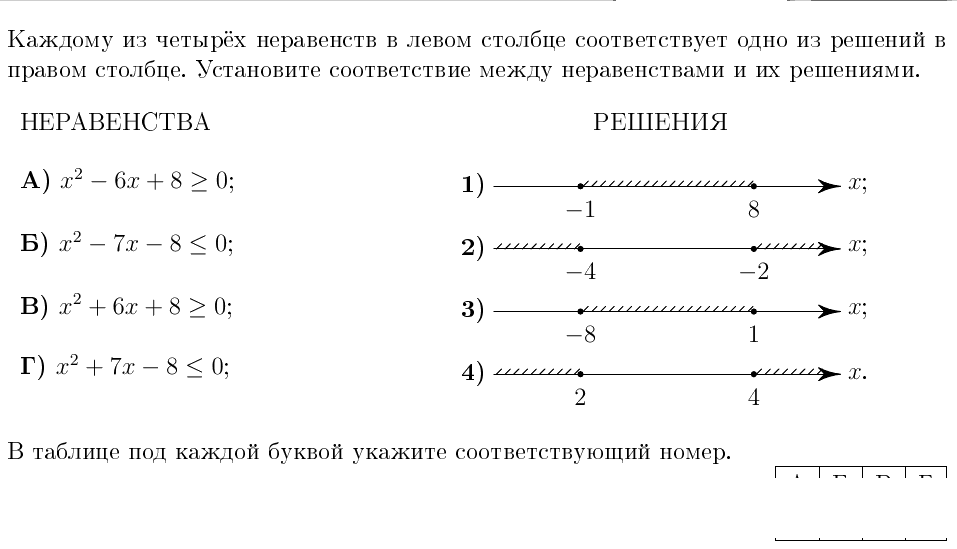 Каждому из четырёх неравенств в левом столбце соответствует одно из решений в
правом столбце. Установите соответствие между неравенствами и их решениями.
НЕРАВЕНСТВА
РЕШЕНИЯ
А) x² − 6x + 8 ≥ 0;
1) x;
−1 8
Б) x² − 7x − 8 ≤ 0;
2) x;
−4 −2
В) x² + 6x + 8 ≥ 0;
3) x;
−8 1
Г) x² + 7x − 8 ≤ 0;
4) x.
2 4
В таблице под каждой буквой укажите соответствующий номер.